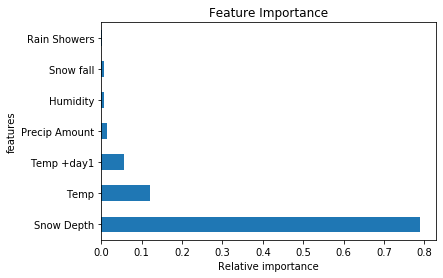 Feature Importance
Rain Showers
Snow fall
Humidity
Precip Amount
Temp +day1
Temp
Snow Depth
features
0.0 0.1 0.2 0.3 0.4 0.5 0.6 0.7 0.8
Relative importance